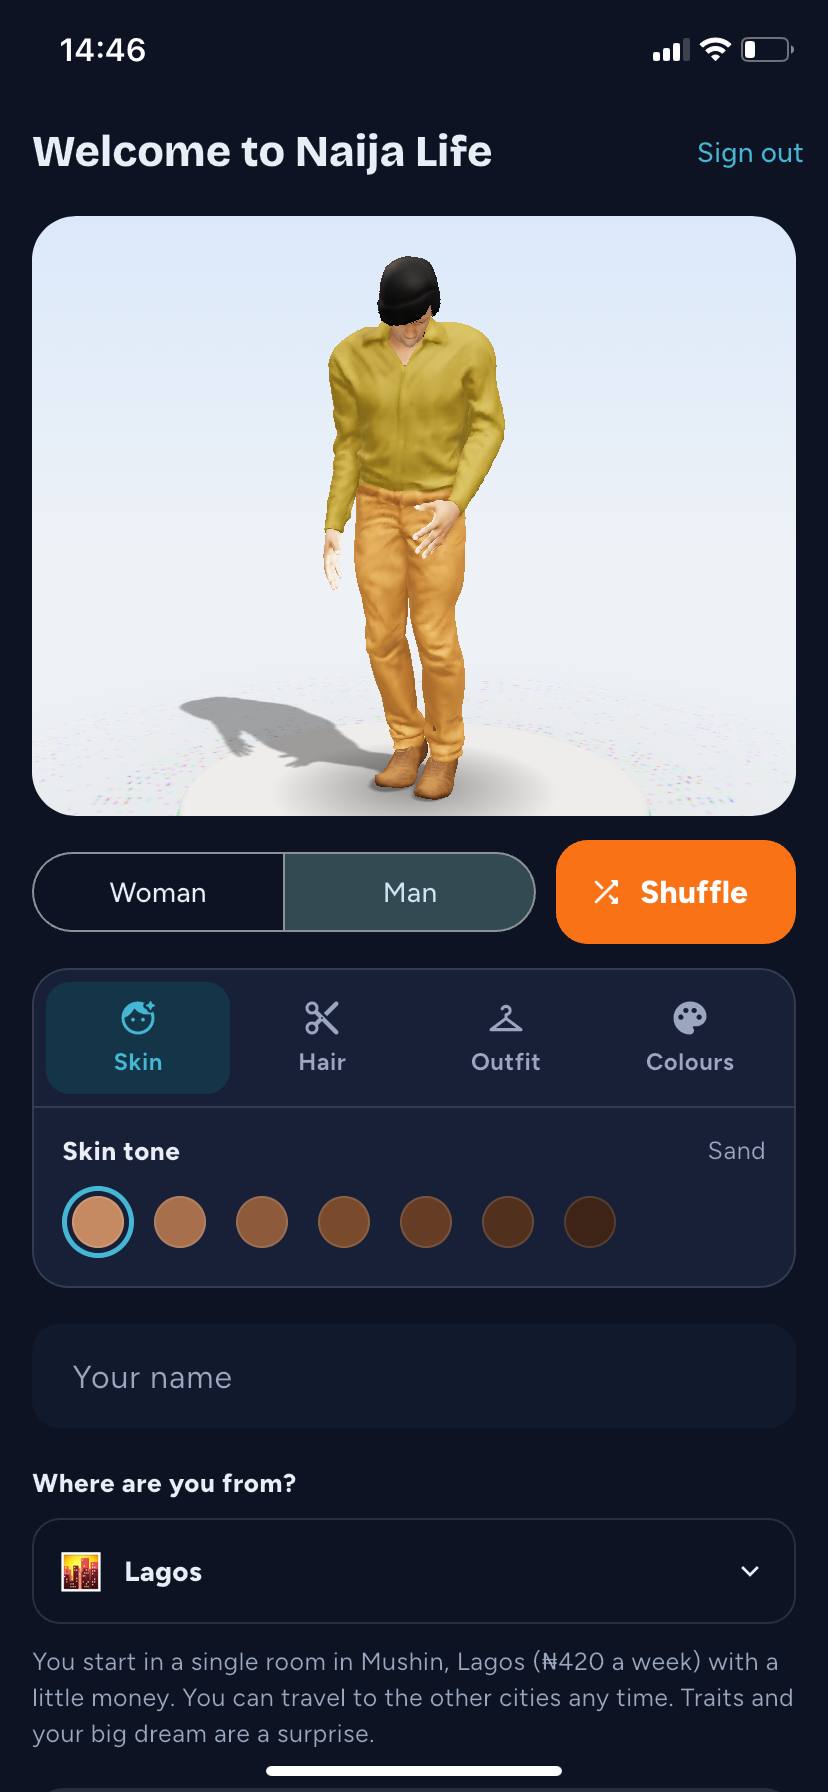 14:46
Welcome to Naija Life
Sign out
Woman
Man
Shuffle
Skin
Hair
Outfit
Colours
Skin tone
Sand
Your name
Where are you from?
Lagos
You start in a single room in Mushin, Lagos (₦420 a week) with a
little money. You can travel to the other cities any time. Traits and
your big dream are a surprise.